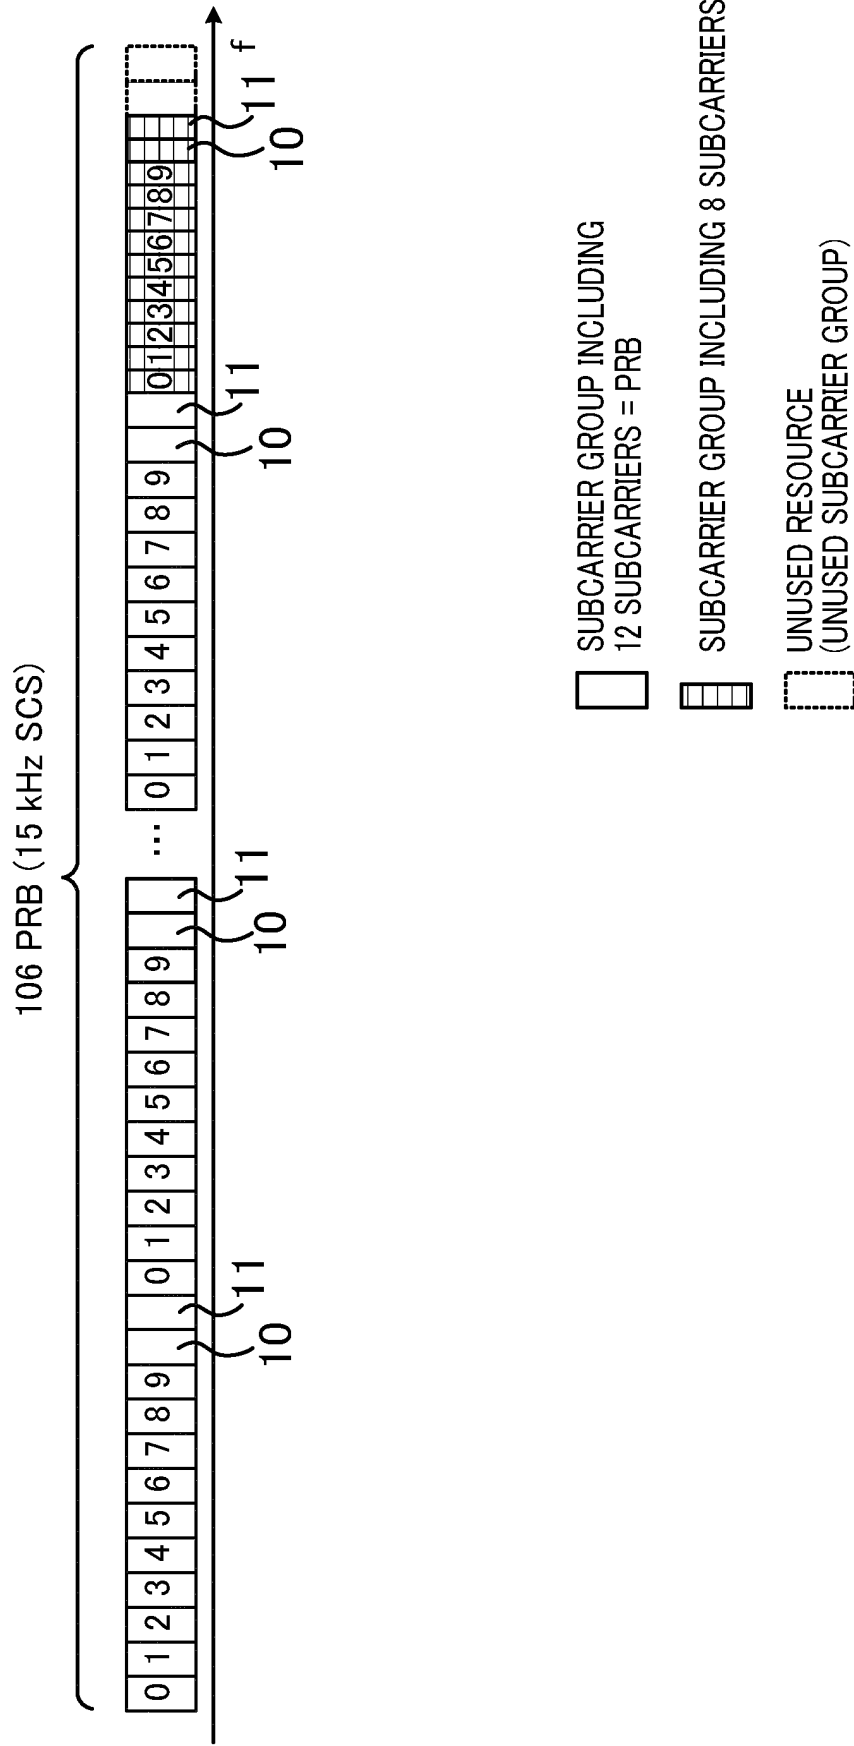 106 PRB (15 kHz SCS)
0 1 2 3 4 5 6 7 8 9 10 11 0 1 2 3 4 5 6 7 8 9 10 11 ... 0 1 2 3 4 5 6 7 8 9 10 11 0 1 2 3 4 5 6 7 8 9 10 11
f
SUBCARRIER GROUP INCLUDING
12 SUBCARRIERS = PRB
SUBCARRIER GROUP INCLUDING 8 SUBCARRIERS
UNUSED RESOURCE
(UNUSED SUBCARRIER GROUP)